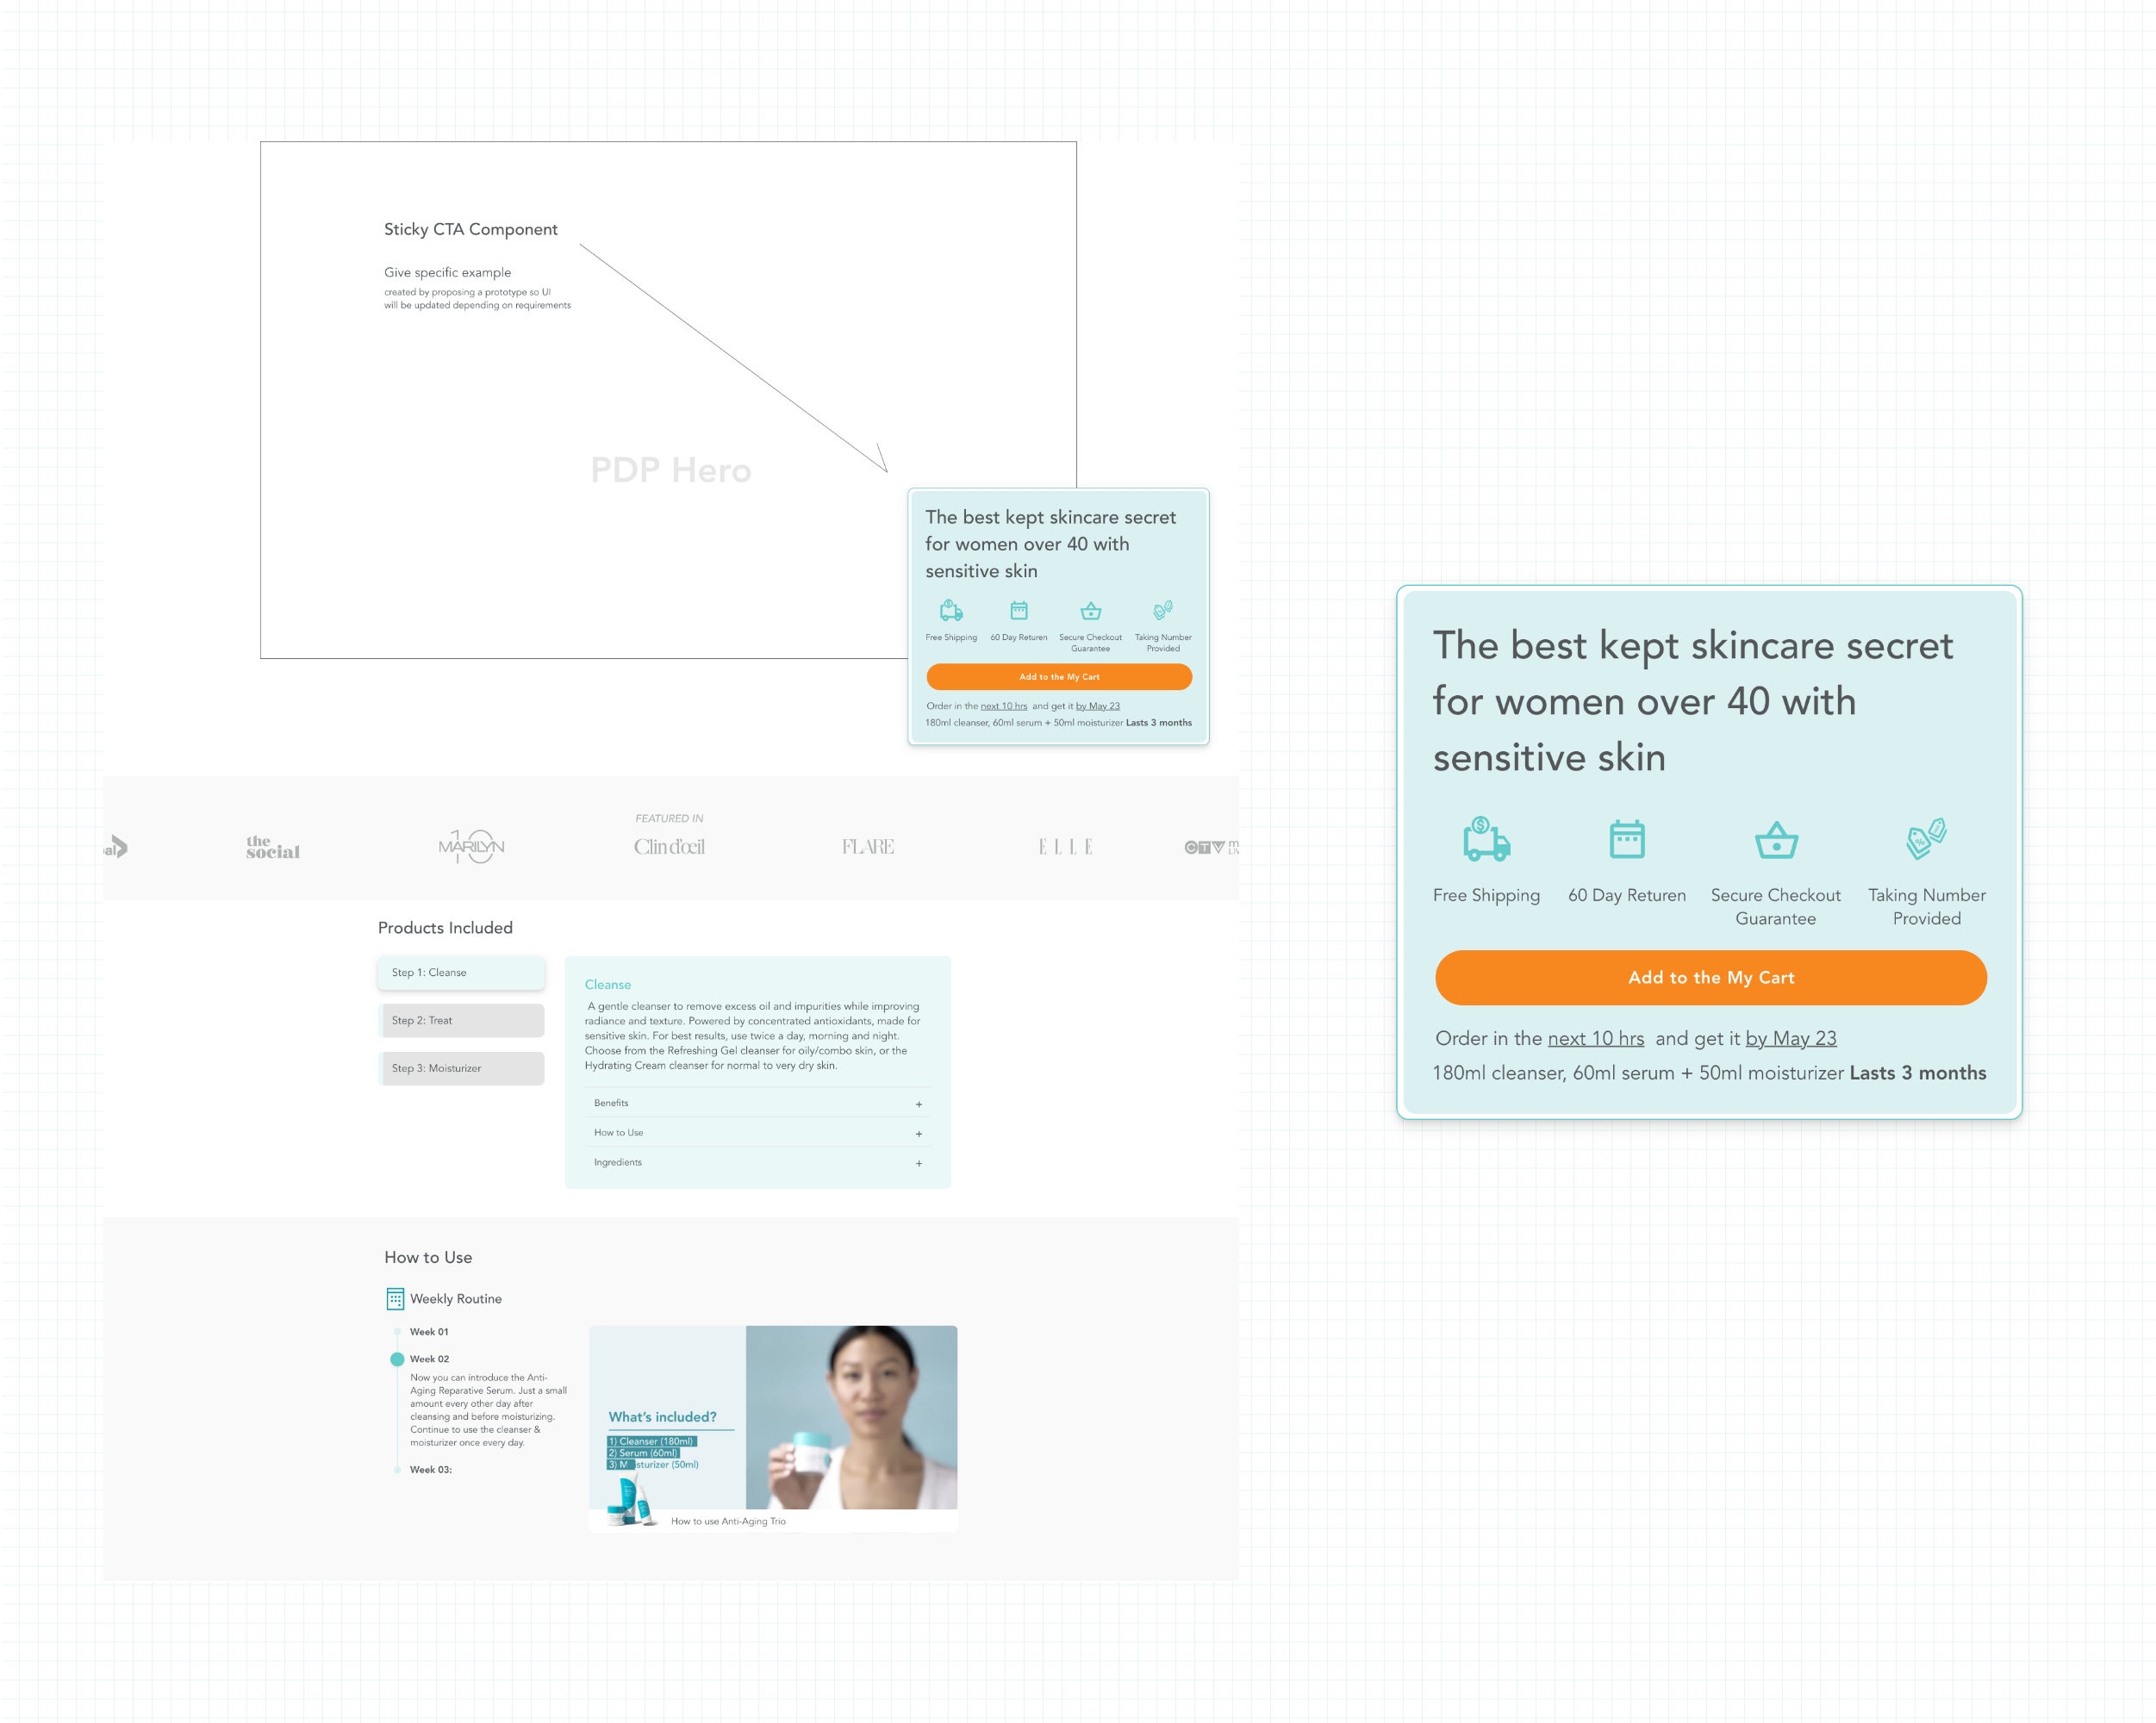 Sticky CTA Component
Give specific example
created by proposing a prototype so UI
will be updated depending on requirements
PDP Hero
The best kept skincare secret
for women over 40 with
sensitive skin
Free Shipping
60 Day Returen
Secure Checkout
Guarantee
Taking Number
Provided
Add to the My Cart
Order in the next 10 hrs and get it by May 23
180ml cleanser, 60ml serum + 50ml moisturizer Lasts 3 months
FEATURED IN
al
the
social
10
MARILYN
Clin d'œil
FLARE
ELLE
CTV m
LIV
Products Included
Step 1: Cleanse
Step 2: Treat
Step 3: Moisturizer
Cleanse
A gentle cleanser to remove excess oil and impurities while improving
radiance and texture. Powered by concentrated antioxidants, made for
sensitive skin. For best results, use twice a day, morning and night.
Choose from the Refreshing Gel cleanser for oily/combo skin, or the
Hydrating Cream cleanser for normal to very dry skin.
Benefits +
How to Use +
Ingredients +
How to Use
Weekly Routine
Week 01
Week 02
Now you can introduce the Anti-
Aging Reparative Serum. Just a small
amount every other day after
cleansing and before moisturizing.
Continue to use the cleanser &
moisturizer once every day.
Week 03:
What's included?
1) Cleanser (180ml)
2) Serum (60ml)
3) M isturizer (50ml)
How to use Anti-Aging Trio
The best kept skincare secret
for women over 40 with
sensitive skin
$
%
Free Shipping
60 Day Returen
Secure Checkout
Guarantee
Taking Number
Provided
Add to the My Cart
Order in the next 10 hrs and get it by May 23
180ml cleanser, 60ml serum + 50ml moisturizer Lasts 3 months